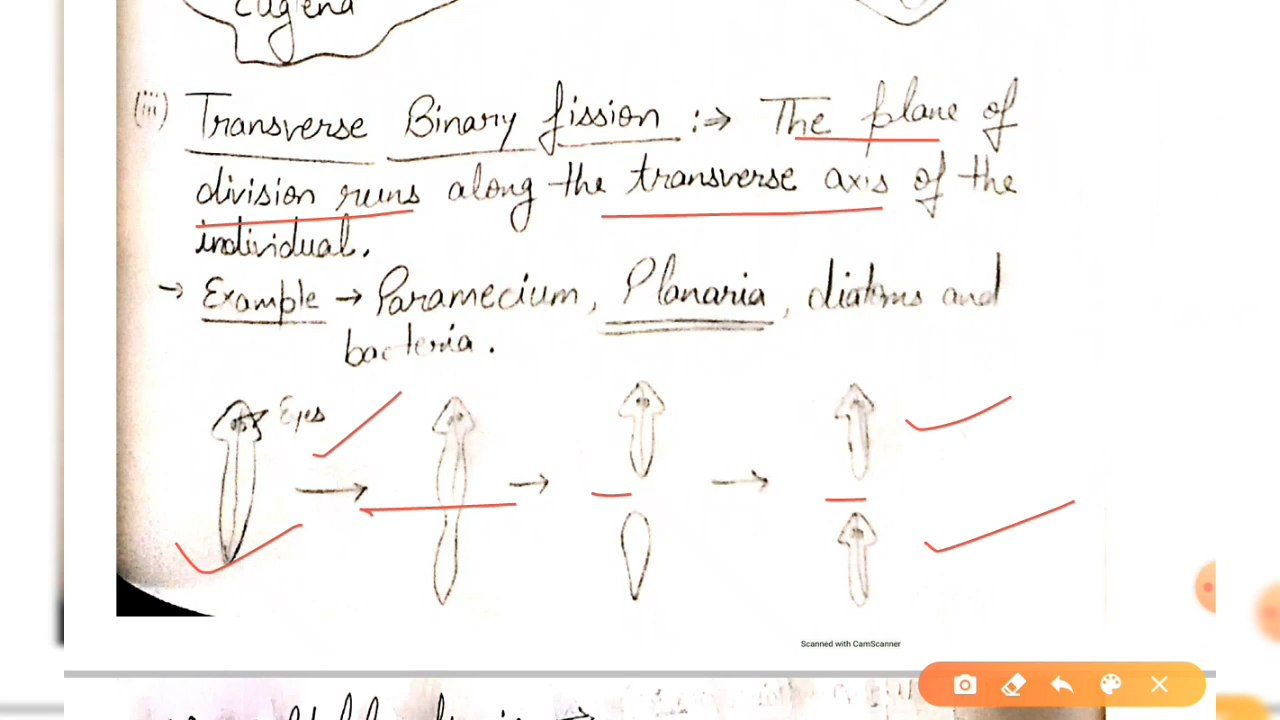 Euglena
(iii) Transverse Binary fission :⇒ The plane of
division runs along the transverse axis of the
individual.
→ Example → Paramecium, Planaria, diatoms and
bacteria.
Eyes
Scanned with CamScanner